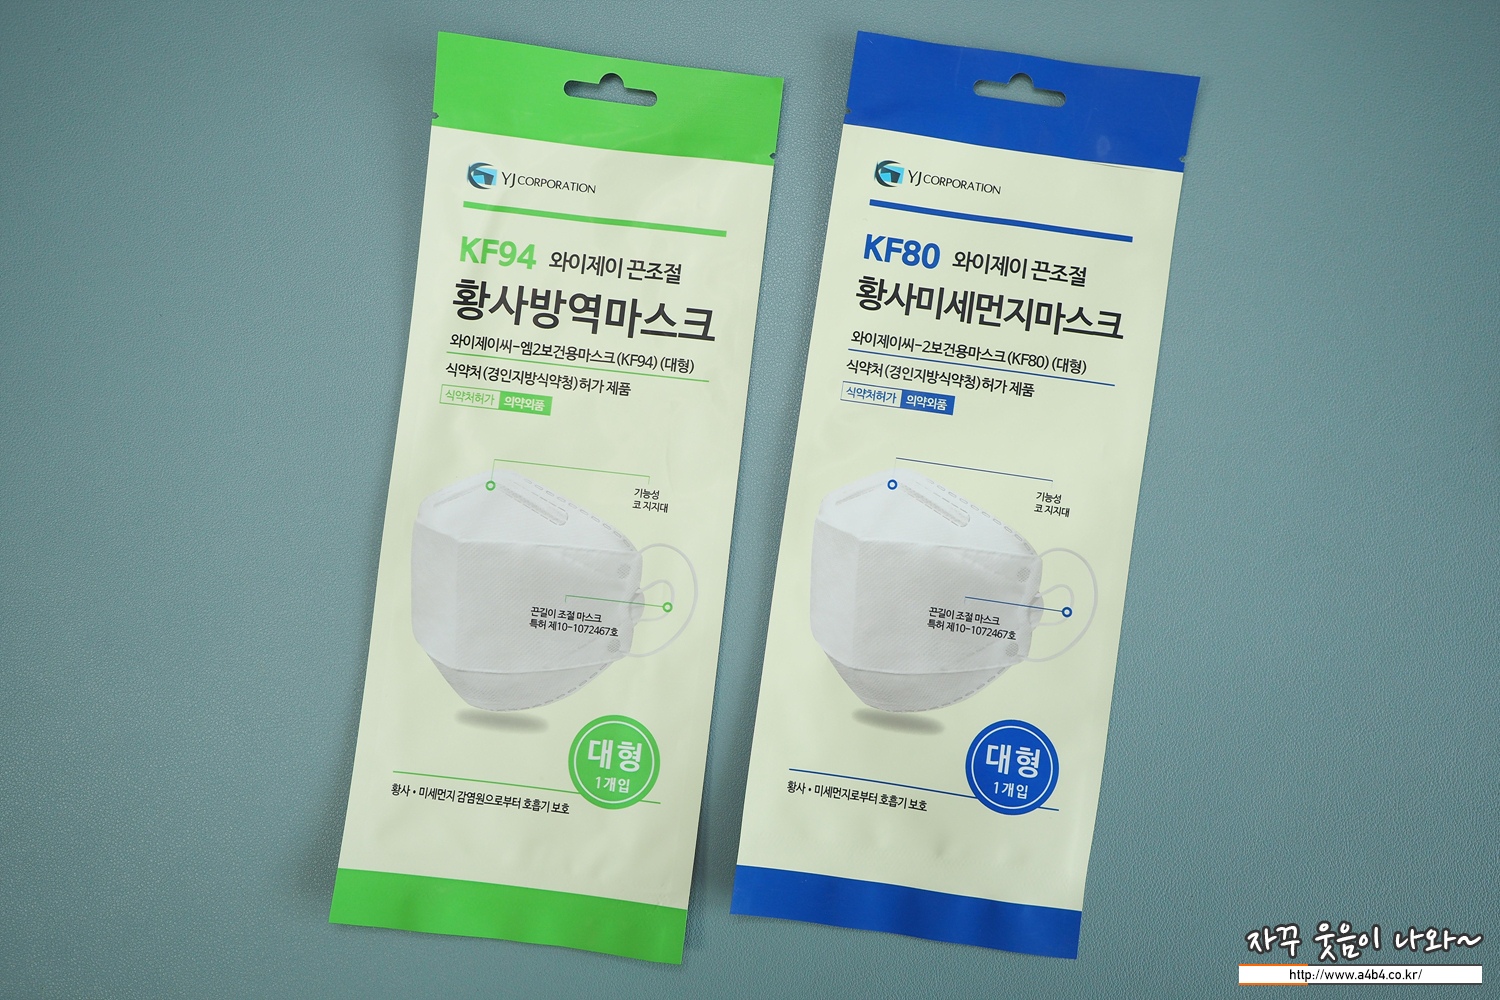 YJ CORPORATION
KF94 와이제이 끈조절
황사방역마스크
와이제이씨-엠2보건용마스크(KF94) (대형)
식약처(경인지방식약청)허가 제품
식약처허가 의약외품
기능성
코 지지대
끈길이 조절 마스크
특허 제10-1072467호
대형
1개입
황사•미세먼지 감염원으로부터 호흡기 보호
YJ CORPORATION
KF80 와이제이 끈조절
황사미세먼지마스크
와이제이씨-2보건용마스크(KF80) (대형)
식약처(경인지방식약청)허가 제품
식약처허가 의약외품
기능성
코 지지대
끈길이 조절 마스크
특허 제10-1072467호
대형
1개입
황사•미세먼지로부터 호흡기 보호
자꾸 웃음이 나와~
http://www.a4b4.co.kr/